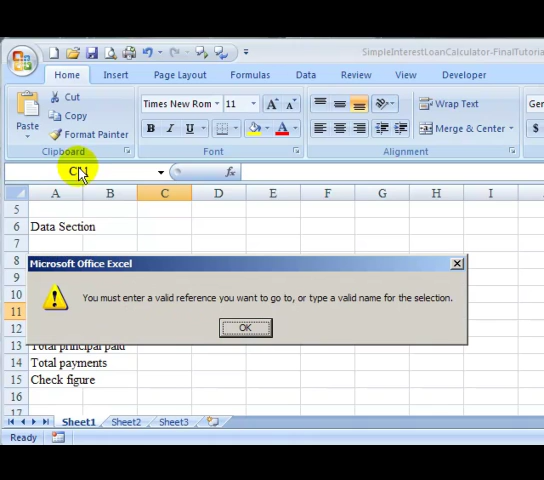 SimpleInterestLoanCalculator-FinalTutoria
Home Insert Page Layout Formulas Data Review View Developer
Paste
Cut
Copy
Format Painter
Clipboard
Times New Rom 11 A A
B I U A
Font
Wrap Text
Merge & Center
Alignment
Gen
$
fx
A B C D E F G H I
5
6 Data Section
7
8
9
10
11
12
13 Total principal paid
14 Total payments
15 Check figure
16
17
Microsoft Office Excel
You must enter a valid reference you want to go to, or type a valid name for the selection.
OK
Sheet1 Sheet2 Sheet3
Ready